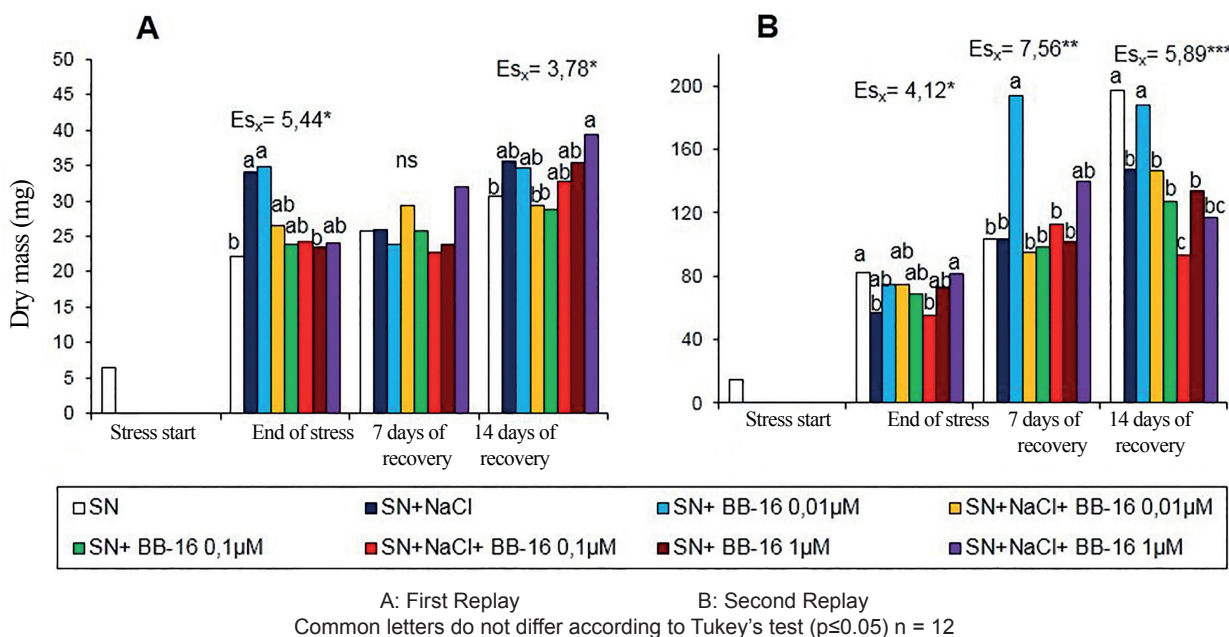 A
B
Dry mass (mg)
50
45
40
35
30
25
20
15
10
5
0
Es_x= 5,44*
ns
Es_x= 3,78*
b a a ab ab b b ab
b ab ab b b ab ab a
Stress start
End of stress
7 days of recovery
14 days of recovery
200
160
120
80
40
0
Es_x= 4,12*
Es_x= 7,56**
Es_x= 5,89***
a b ab ab ab b ab a
b b a b b b b ab
a b a b b c b bc
Stress start
End of stress
7 days of recovery
14 days of recovery
SN
SN+NaCl
SN+ BB-16 0,01µM
SN+NaCl+ BB-16 0,01µM
SN+ BB-16 0,1µM
SN+NaCl+ BB-16 0,1µM
SN+ BB-16 1µM
SN+NaCl+ BB-16 1µM
A: First Replay
B: Second Replay
Common letters do not differ according to Tukey's test (p≤0.05) n = 12